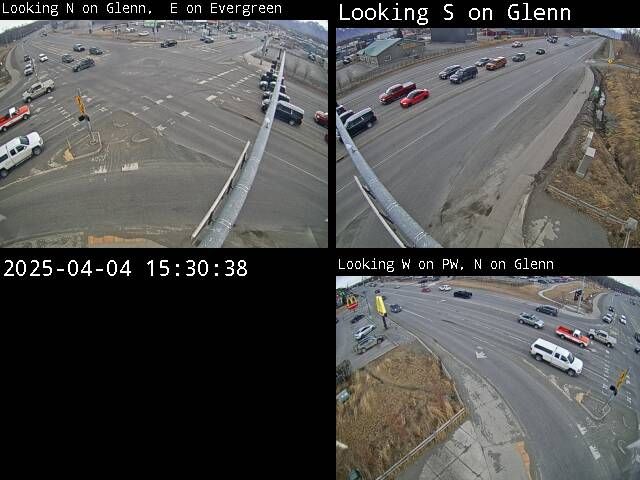 Looking N on Glenn,  E on Evergreen
Looking S on Glenn
2025-04-04 15:30:38
Looking W on PW, N on Glenn